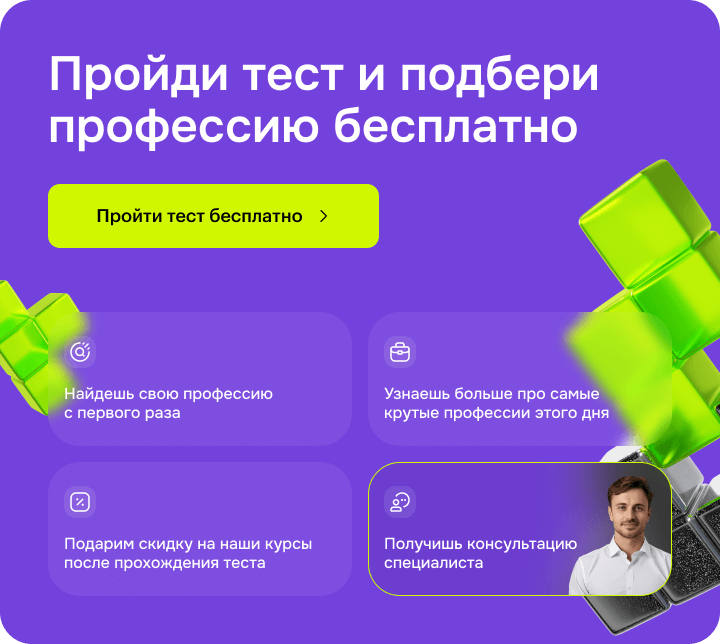 Пройди тест и подбери
профессию бесплатно
Пройти тест бесплатно
Найдешь свою профессию
с первого раза
Узнаешь больше про самые
крутые профессии этого дня
Подарим скидку на наши курсы
после прохождения теста
Получишь консультацию
специалиста